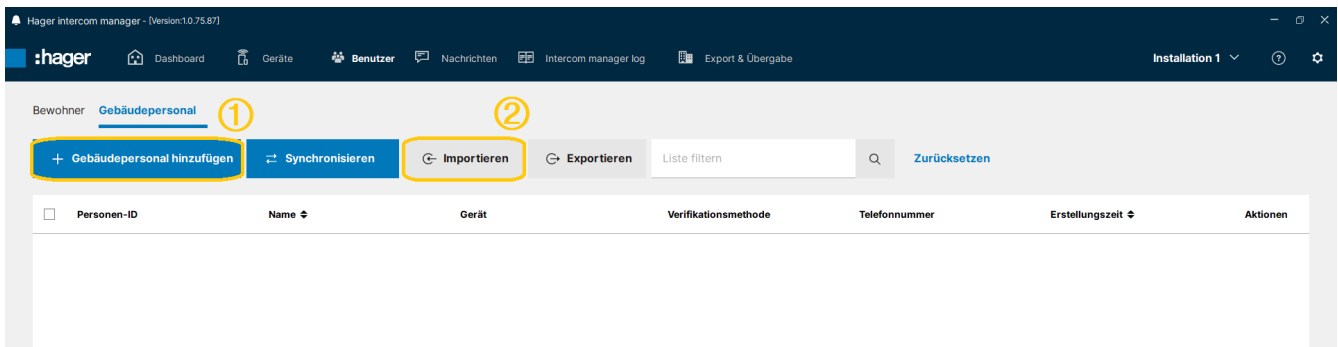 Hager intercom manager - [Version:1.0.75.87]
:hager Dashboard Geräte Benutzer Nachrichten Intercom manager log Export & Übergabe Installation 1
Bewohner Gebäudepersonal 1 2
+ Gebäudepersonal hinzufügen Synchronisieren Importieren Exportieren Liste filtern Zurücksetzen
Personen-ID Name Gerät Verifikationsmethode Telefonnummer Erstellungszeit Aktionen